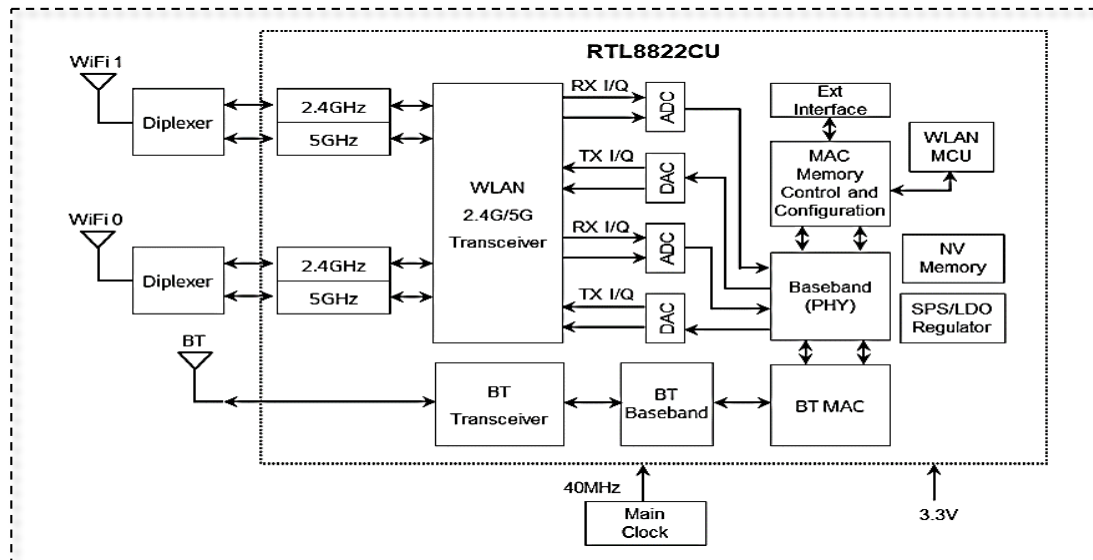 RTL8822CU
WiFi 1
Diplexer
2.4GHz
5GHz
WLAN
2.4G/5G
Transceiver
RX I/Q
ADC
TX I/Q
DAC
RX I/Q
ADC
TX I/Q
DAC
Ext
Interface
MAC
Memory
Control and
Configuration
WLAN
MCU
Baseband
(PHY)
NV
Memory
SPS/LDO
Regulator
WiFi 0
Diplexer
2.4GHz
5GHz
BT
BT
Transceiver
BT
Baseband
BT MAC
40MHz
Main
Clock
3.3V